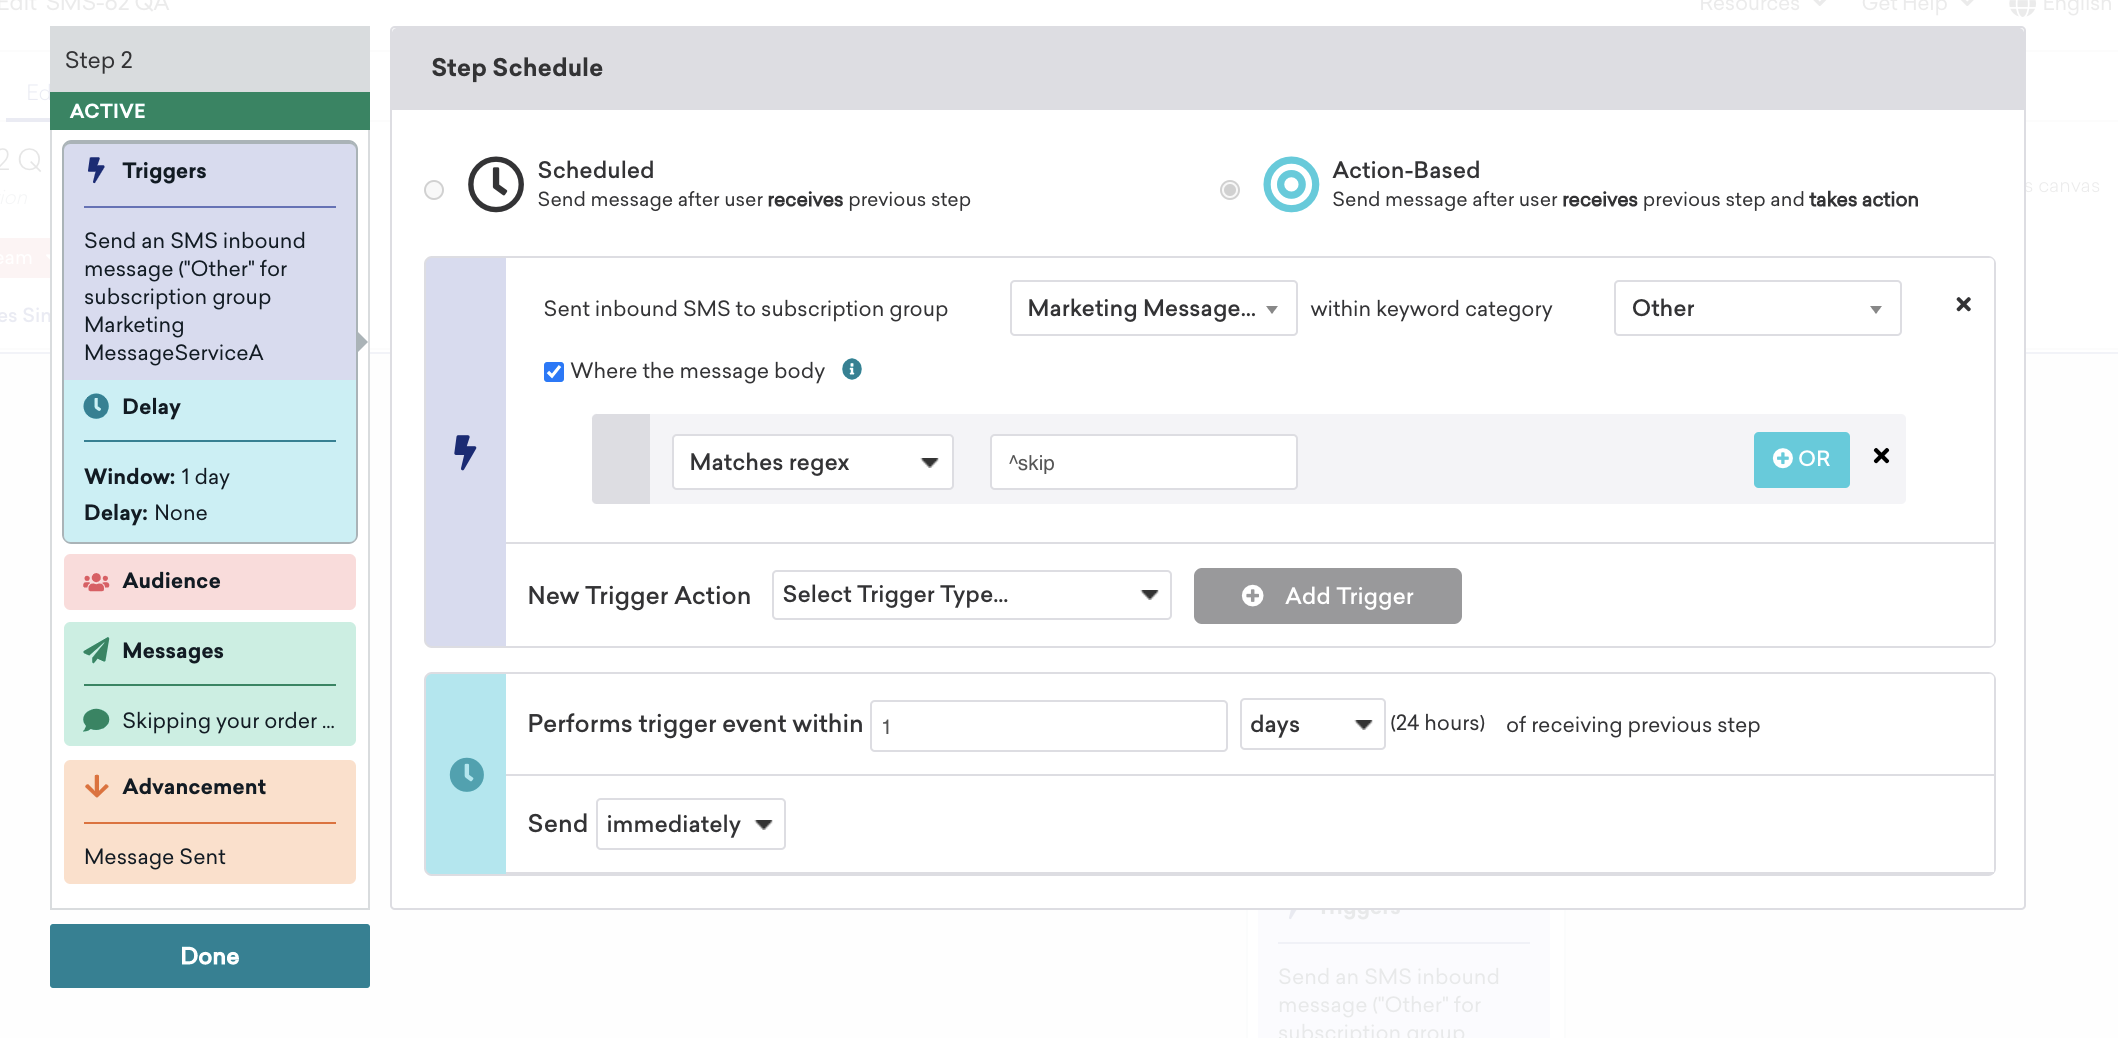 Edit SMS-62 QA
Resources
Get Help
English
Step 2
ACTIVE
Triggers
Send an SMS inbound
message ("Other" for
subscription group
Marketing
MessageServiceA
Delay
Window: 1 day
Delay: None
Audience
Messages
Skipping your order ...
Advancement
Message Sent
Done
Step Schedule
Scheduled
Send message after user receives previous step
Action-Based
Send message after user receives previous step and takes action
s canvas
Sent inbound SMS to subscription group Marketing Message... within keyword category Other
Where the message body
Matches regex ^skip OR
New Trigger Action Select Trigger Type... Add Trigger
Performs trigger event within 1 days (24 hours) of receiving previous step
Send immediately
Triggers
Send an SMS inbound
message ("Other" for
subscription group